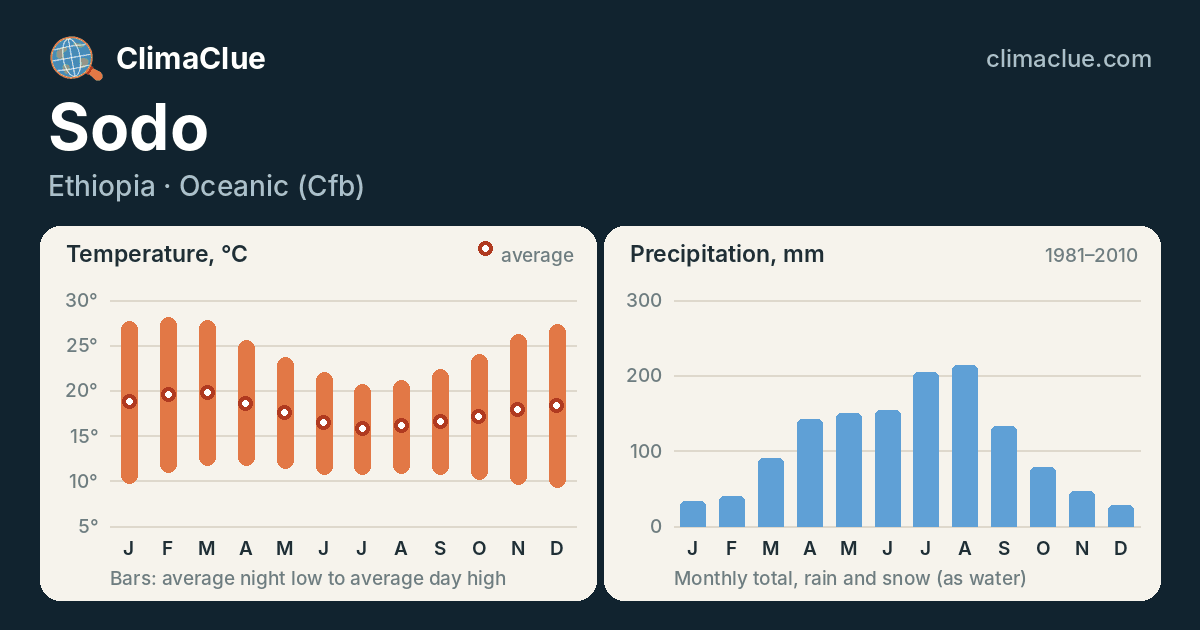 ClimaClue
climaclue.com
Sodo
Ethiopia · Oceanic (Cfb)
Temperature, °C
average
30°
25°
20°
15°
10°
5°
J F M A M J J A S O N D
Bars: average night low to average day high
Precipitation, mm
1981–2010
300
200
100
0
J F M A M J J A S O N D
Monthly total, rain and snow (as water)